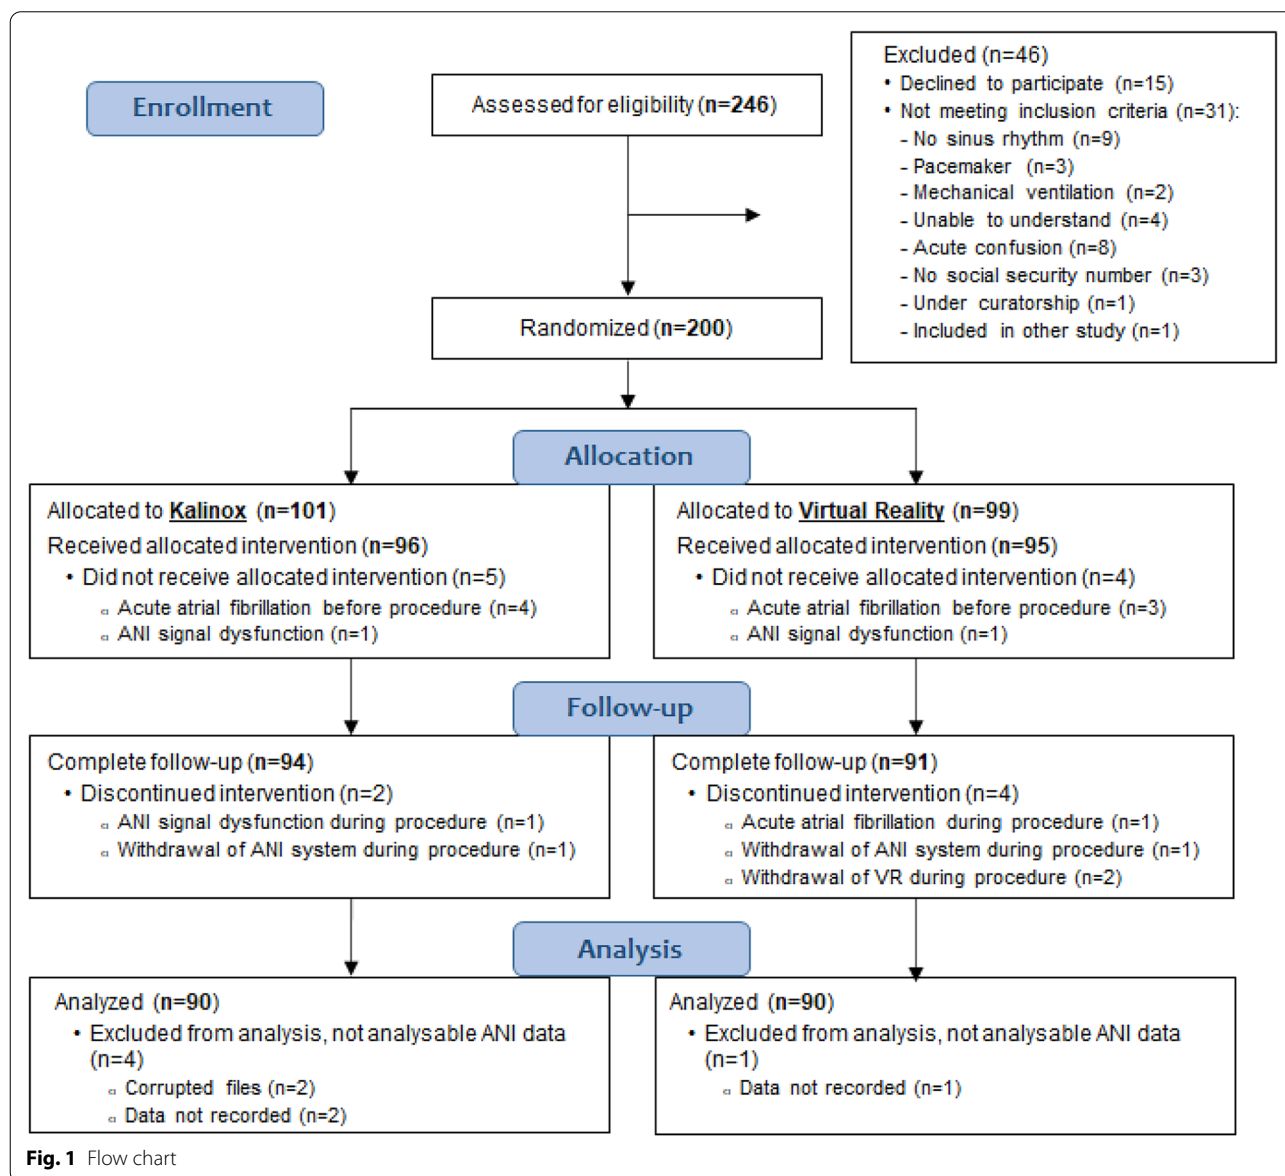 Enrollment
Assessed for eligibility (n=246)
Excluded (n=46)
• Declined to participate (n=15)
• Not meeting inclusion criteria (n=31):
- No sinus rhythm (n=9)
- Pacemaker (n=3)
- Mechanical ventilation (n=2)
- Unable to understand (n=4)
- Acute confusion (n=8)
- No social security number (n=3)
- Under curatorship (n=1)
- Included in other study (n=1)
Randomized (n=200)
Allocation
Allocated to Kalinox (n=101)
Received allocated intervention (n=96)
• Did not receive allocated intervention (n=5)
Acute atrial fibrillation before procedure (n=4)
ANI signal dysfunction (n=1)
Allocated to Virtual Reality (n=99)
Received allocated intervention (n=95)
• Did not receive allocated intervention (n=4)
Acute atrial fibrillation before procedure (n=3)
ANI signal dysfunction (n=1)
Follow-up
Complete follow-up (n=94)
• Discontinued intervention (n=2)
ANI signal dysfunction during procedure (n=1)
Withdrawal of ANI system during procedure (n=1)
Complete follow-up (n=91)
• Discontinued intervention (n=4)
Acute atrial fibrillation during procedure (n=1)
Withdrawal of ANI system during procedure (n=1)
Withdrawal of VR during procedure (n=2)
Analysis
Analyzed (n=90)
• Excluded from analysis, not analysable ANI data
(n=4)
Corrupted files (n=2)
Data not recorded (n=2)
Analyzed (n=90)
• Excluded from analysis, not analysable ANI data
(n=1)
Data not recorded (n=1)
Fig. 1 Flow chart